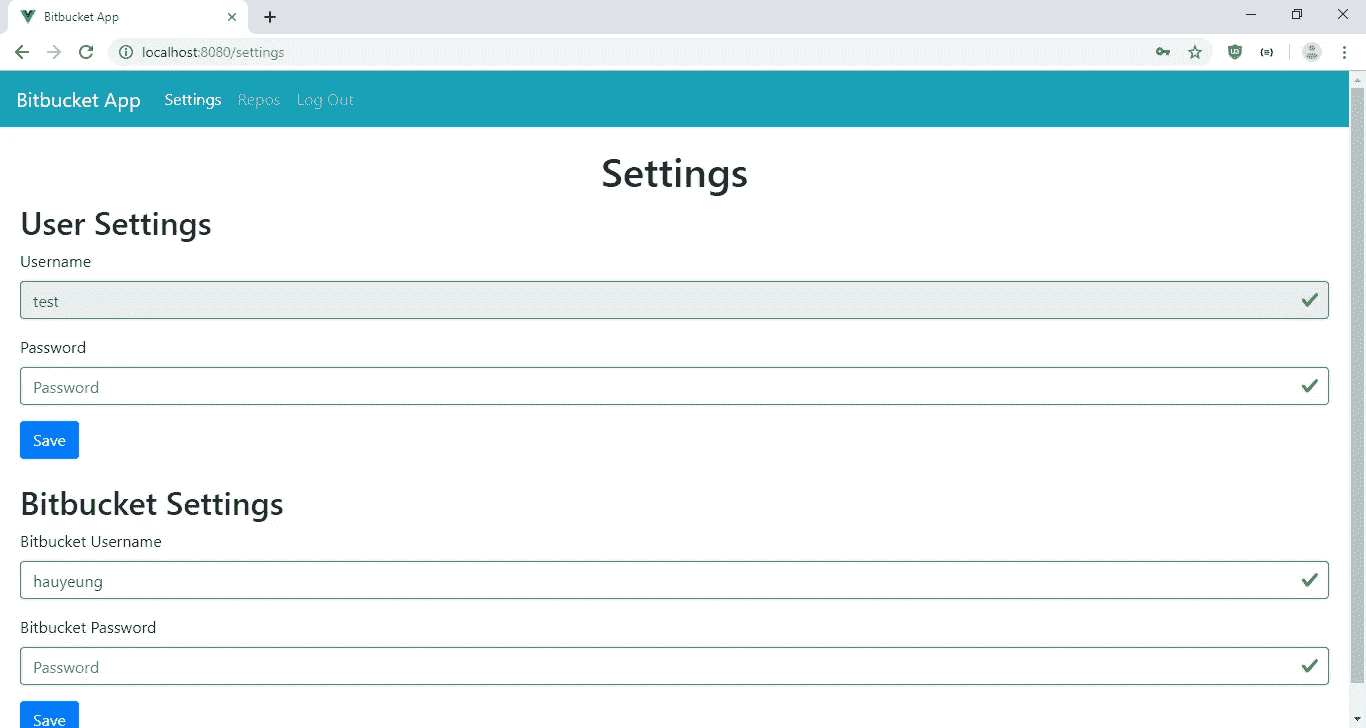 Bitbucket App
localhost:8080/settings
Bitbucket App Settings Repos Log Out
Settings
User Settings
Username
test
Password
Password
Save
Bitbucket Settings
Bitbucket Username
hauyeung
Bitbucket Password
Password
Save